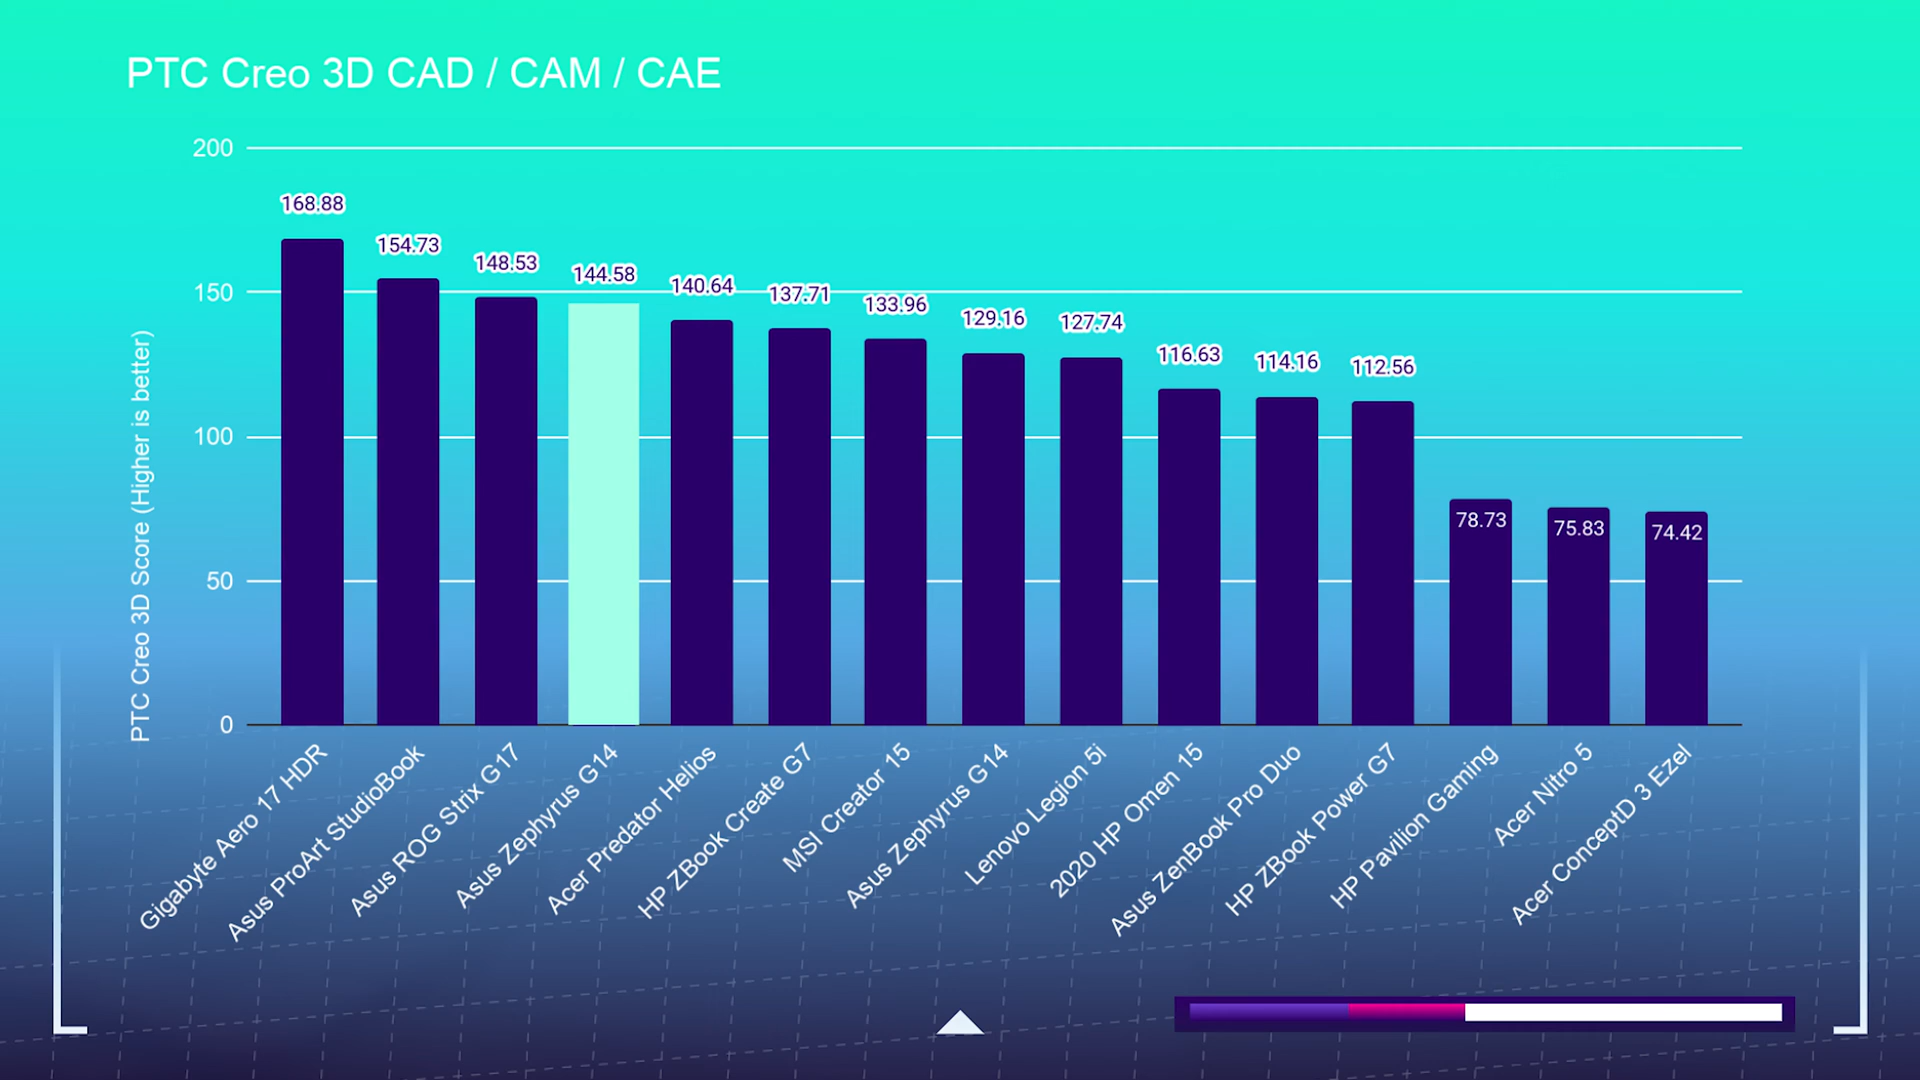 PTC Creo 3D CAD / CAM / CAE
PTC Creo 3D Score (Higher is better)
200
150
100
50
0
168.88
154.73
148.53
144.58
140.64
137.71
133.96
129.16
127.74
116.63
114.16
112.56
78.73
75.83
74.42
Gigabyte Aero 17 HDR
Asus ProArt StudioBook
Asus ROG Strix G17
Asus Zephyrus G14
Acer Predator Helios
HP ZBook Create G7
MSI Creator 15
Asus Zephyrus G14
Lenovo Legion 5i
2020 HP Omen 15
Asus ZenBook Pro Duo
HP ZBook Power G7
HP Pavilion Gaming
Acer Nitro 5
Acer ConceptD 3 Ezel